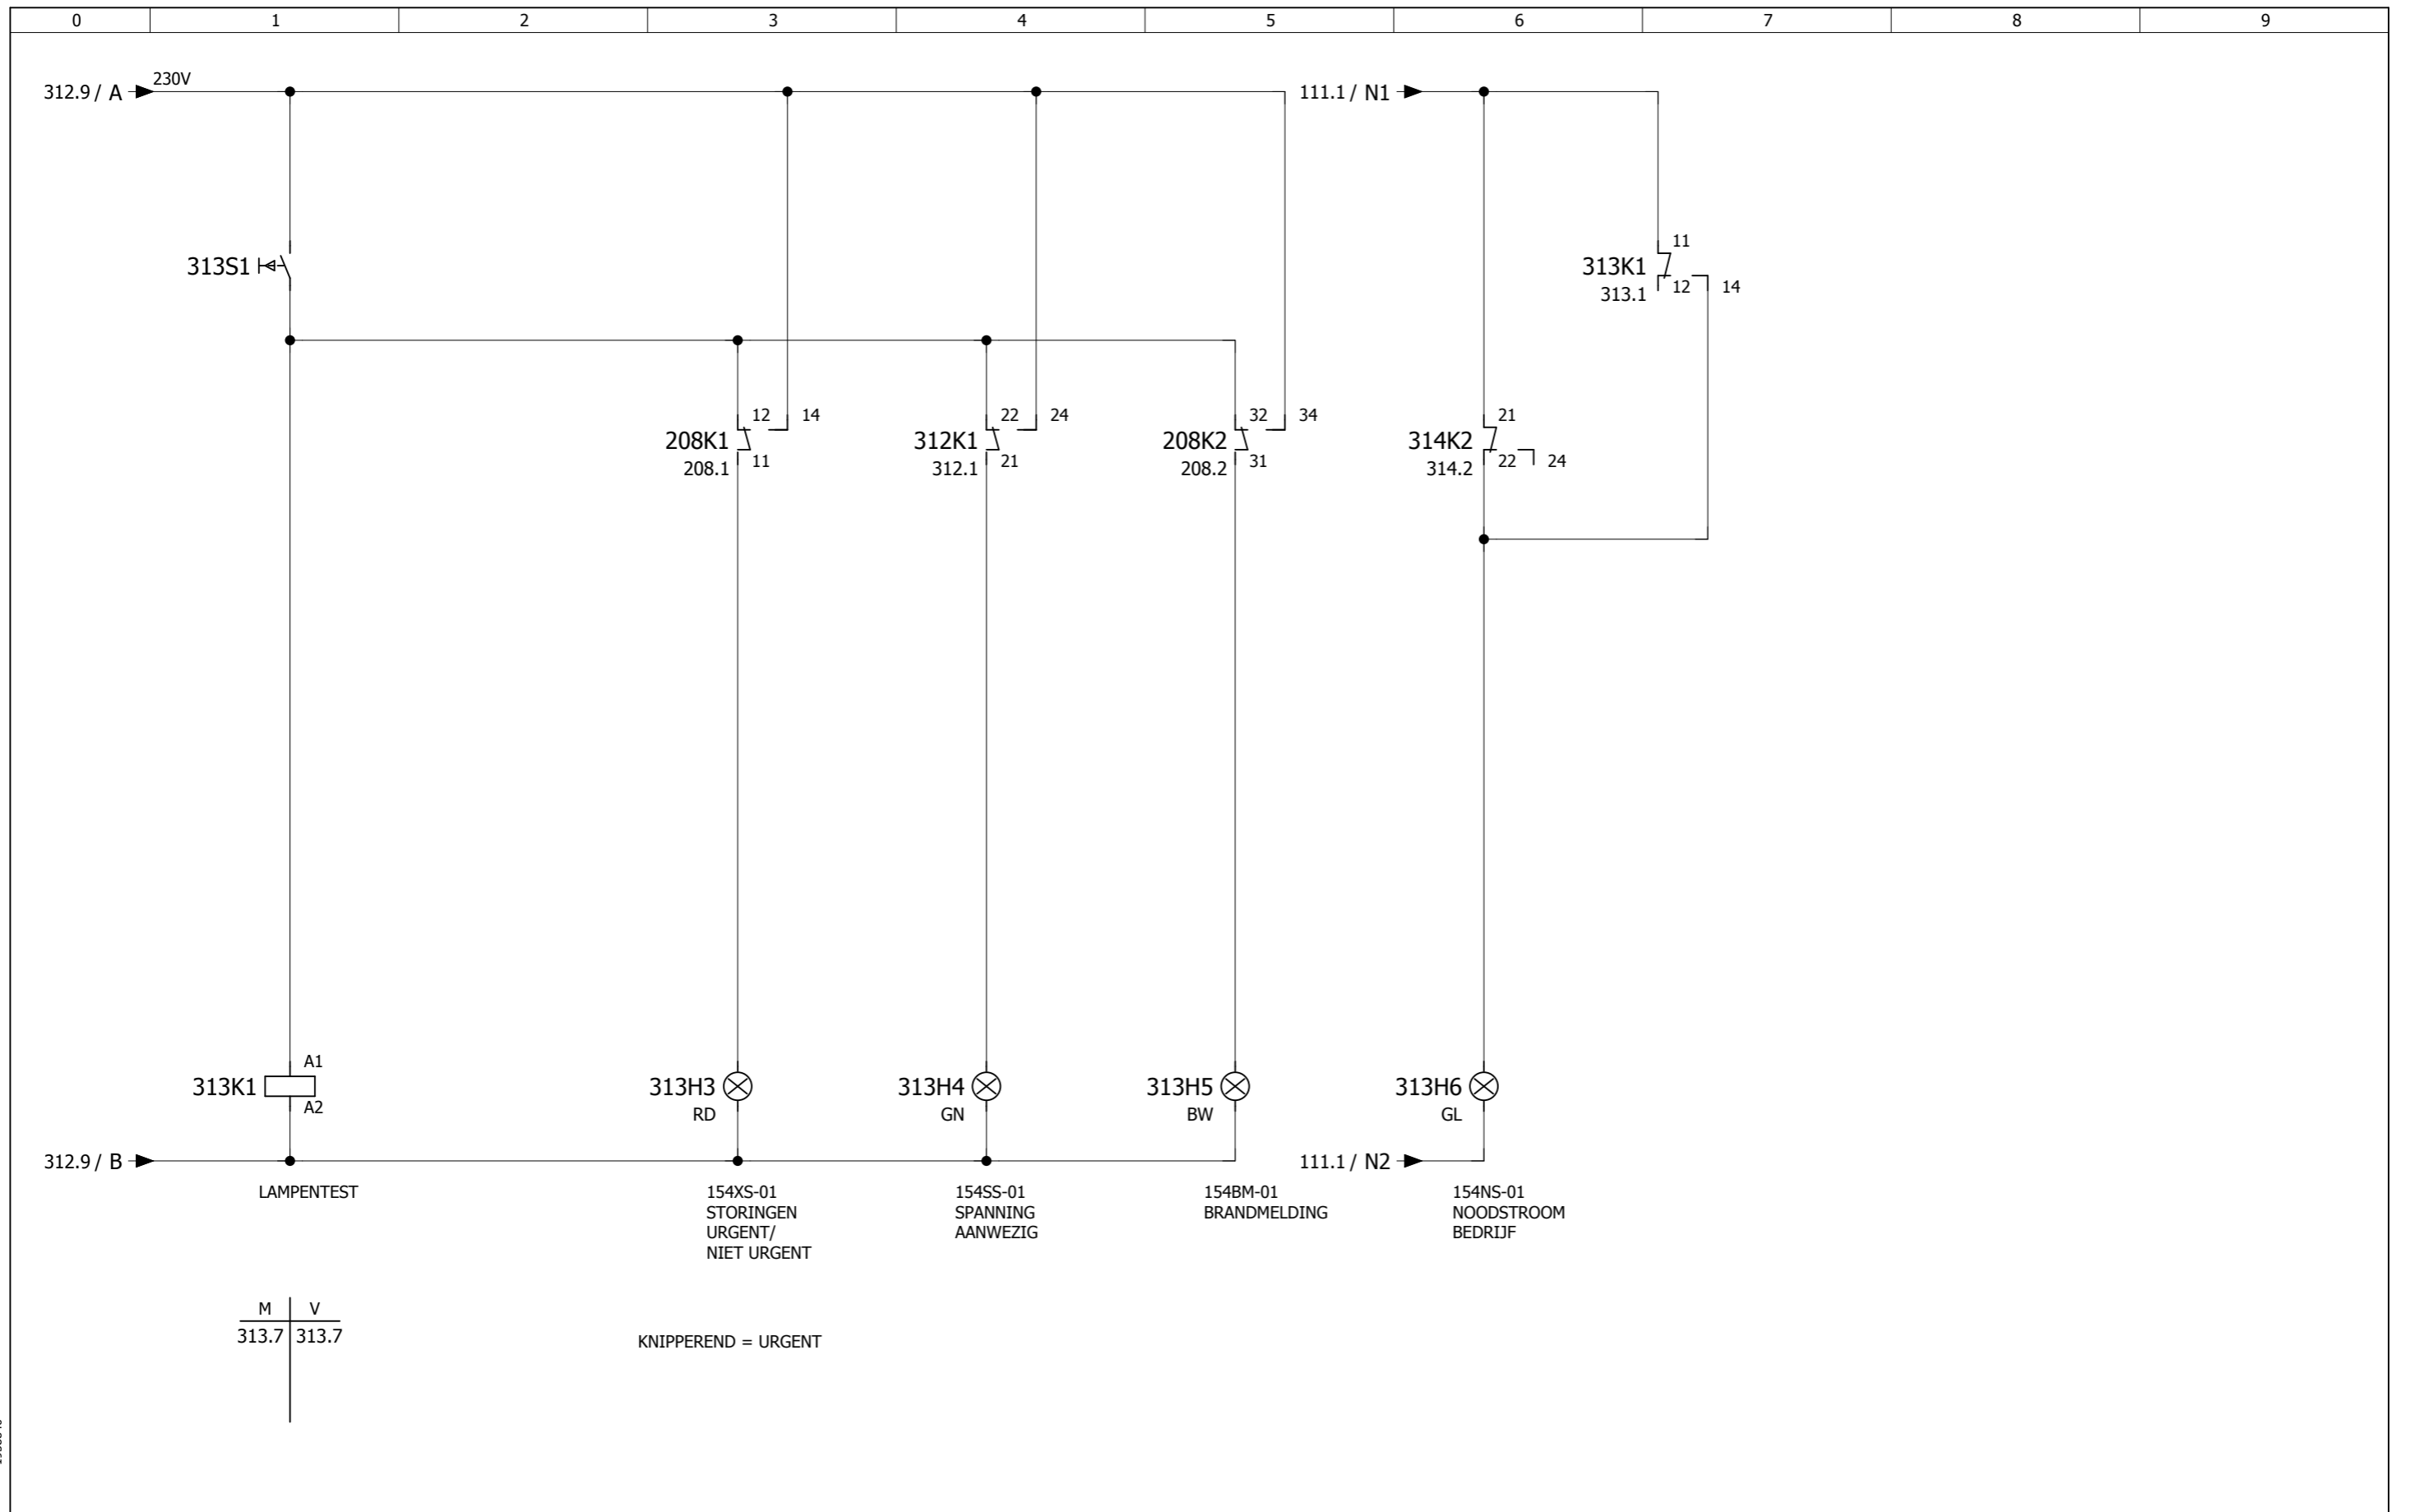 0 1 2 3 4 5 6 7 8 9
312.9 / A 230V
111.1 / N1
313S1
313K1
313.1
11
12 14
208K1
208.1
12 14
11
312K1
312.1
22 24
21
208K2
208.2
32 34
31
314K2
314.2
21
22 24
313K1
A1
A2
313H3
RD
313H4
GN
313H5
BW
313H6
GL
312.9 / B
111.1 / N2
LAMPENTEST
154XS-01
STORINGEN
URGENT/
NIET URGENT
154SS-01
SPANNING
AANWEZIG
154BM-01
BRANDMELDING
154NS-01
NOODSTROOM
BEDRIJF
M V
313.7 313.7
KNIPPEREND = URGENT